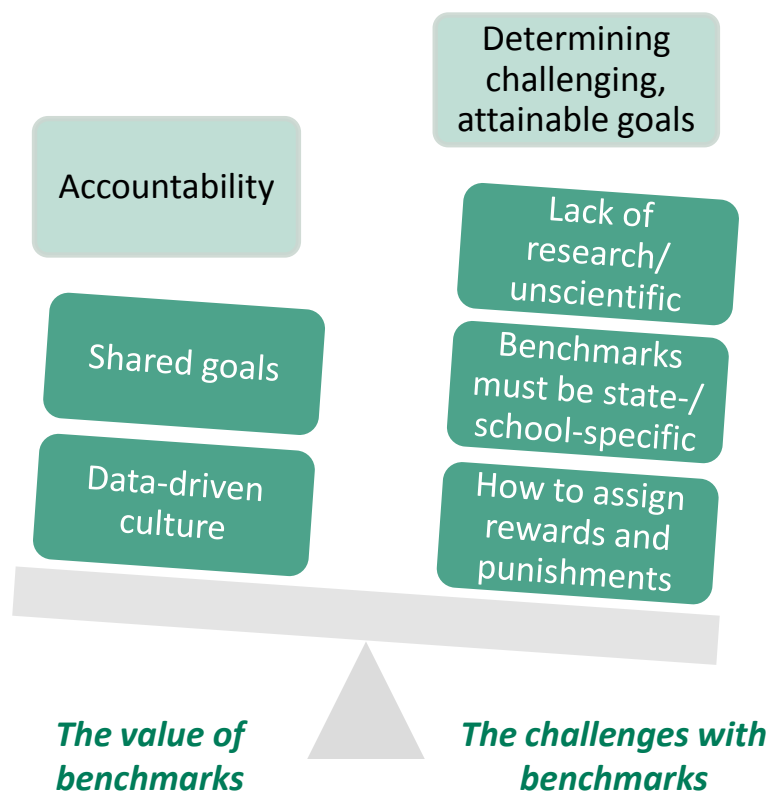 Accountability
Shared goals
Data-driven
culture
The value of
benchmarks
Determining
challenging,
attainable goals
Lack of
research/
unscientific
Benchmarks
must be state-/
school-specific
How to assign
rewards and
punishments
The challenges with
benchmarks